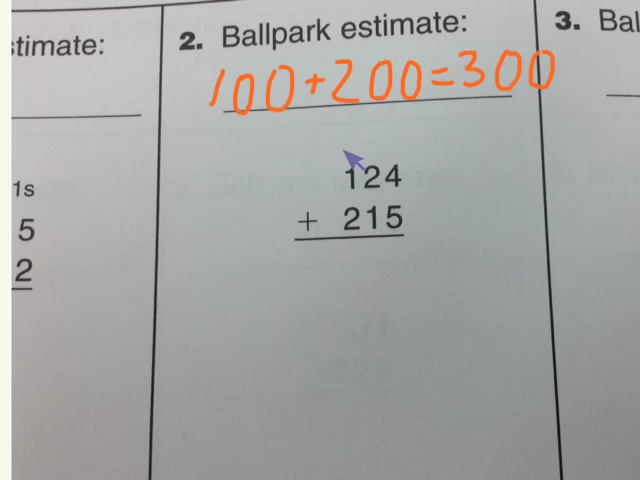 stimate:
1s
5
2
2. Ballpark estimate:
100+200=300
124
+ 215
3. Bal